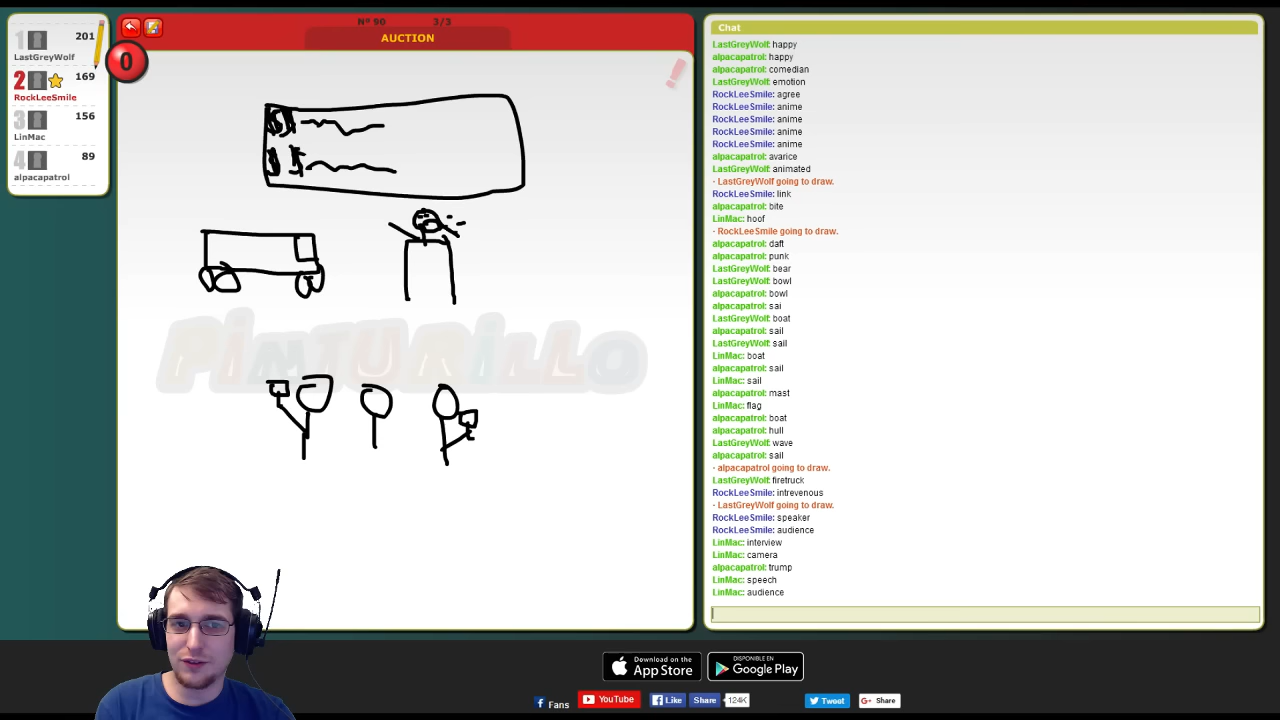 1 201
LastGreyWolf
2 169
RockLeeSmile
3 156
LinMac
4 89
alpacapatrol
0
Nº 90 3/3
AUCTION
$$
$ $
PINTURILLO
Chat
LastGreyWolf: happy
alpacapatrol: happy
alpacapatrol: comedian
LastGreyWolf: emotion
RockLeeSmile: agree
RockLeeSmile: anime
RockLeeSmile: anime
RockLeeSmile: anime
RockLeeSmile: anime
alpacapatrol: avarice
LastGreyWolf: animated
· LastGreyWolf going to draw.
RockLeeSmile: link
alpacapatrol: bite
LinMac: hoof
· RockLeeSmile going to draw.
alpacapatrol: daft
alpacapatrol: punk
LastGreyWolf: bear
LastGreyWolf: bowl
alpacapatrol: bowl
alpacapatrol: sai
LastGreyWolf: boat
alpacapatrol: sail
LastGreyWolf: sail
LinMac: boat
alpacapatrol: sail
LinMac: sail
alpacapatrol: mast
LinMac: flag
alpacapatrol: boat
alpacapatrol: hull
LastGreyWolf: wave
alpacapatrol: sail
· alpacapatrol going to draw.
LastGreyWolf: firetruck
RockLeeSmile: intrevenous
· LastGreyWolf going to draw.
RockLeeSmile: speaker
RockLeeSmile: audience
LinMac: interview
LinMac: camera
alpacapatrol: trump
LinMac: speech
LinMac: audience
Download on the
App Store
DISPONIBLE EN
Google Play
Fans
YouTube
Like
Share
124K
Tweet
G+ Share